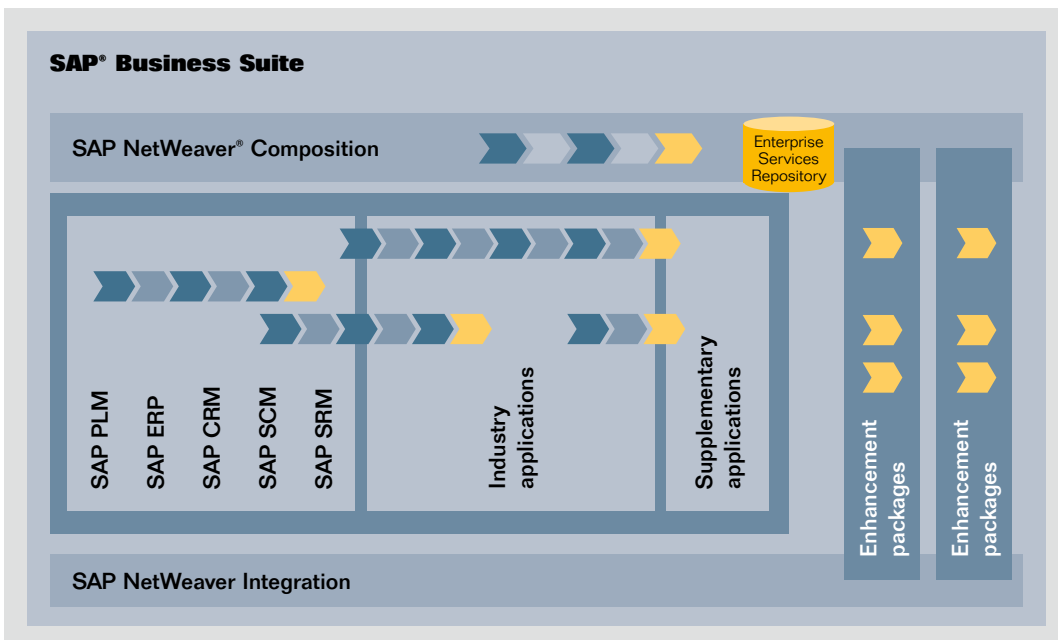 SAP® Business Suite
SAP NetWeaver® Composition
Enterprise
Services
Repository
SAP PLM
SAP ERP
SAP CRM
SAP SCM
SAP SRM
Industry
applications
Supplementary
applications
Enhancement
packages
Enhancement
packages
SAP NetWeaver Integration